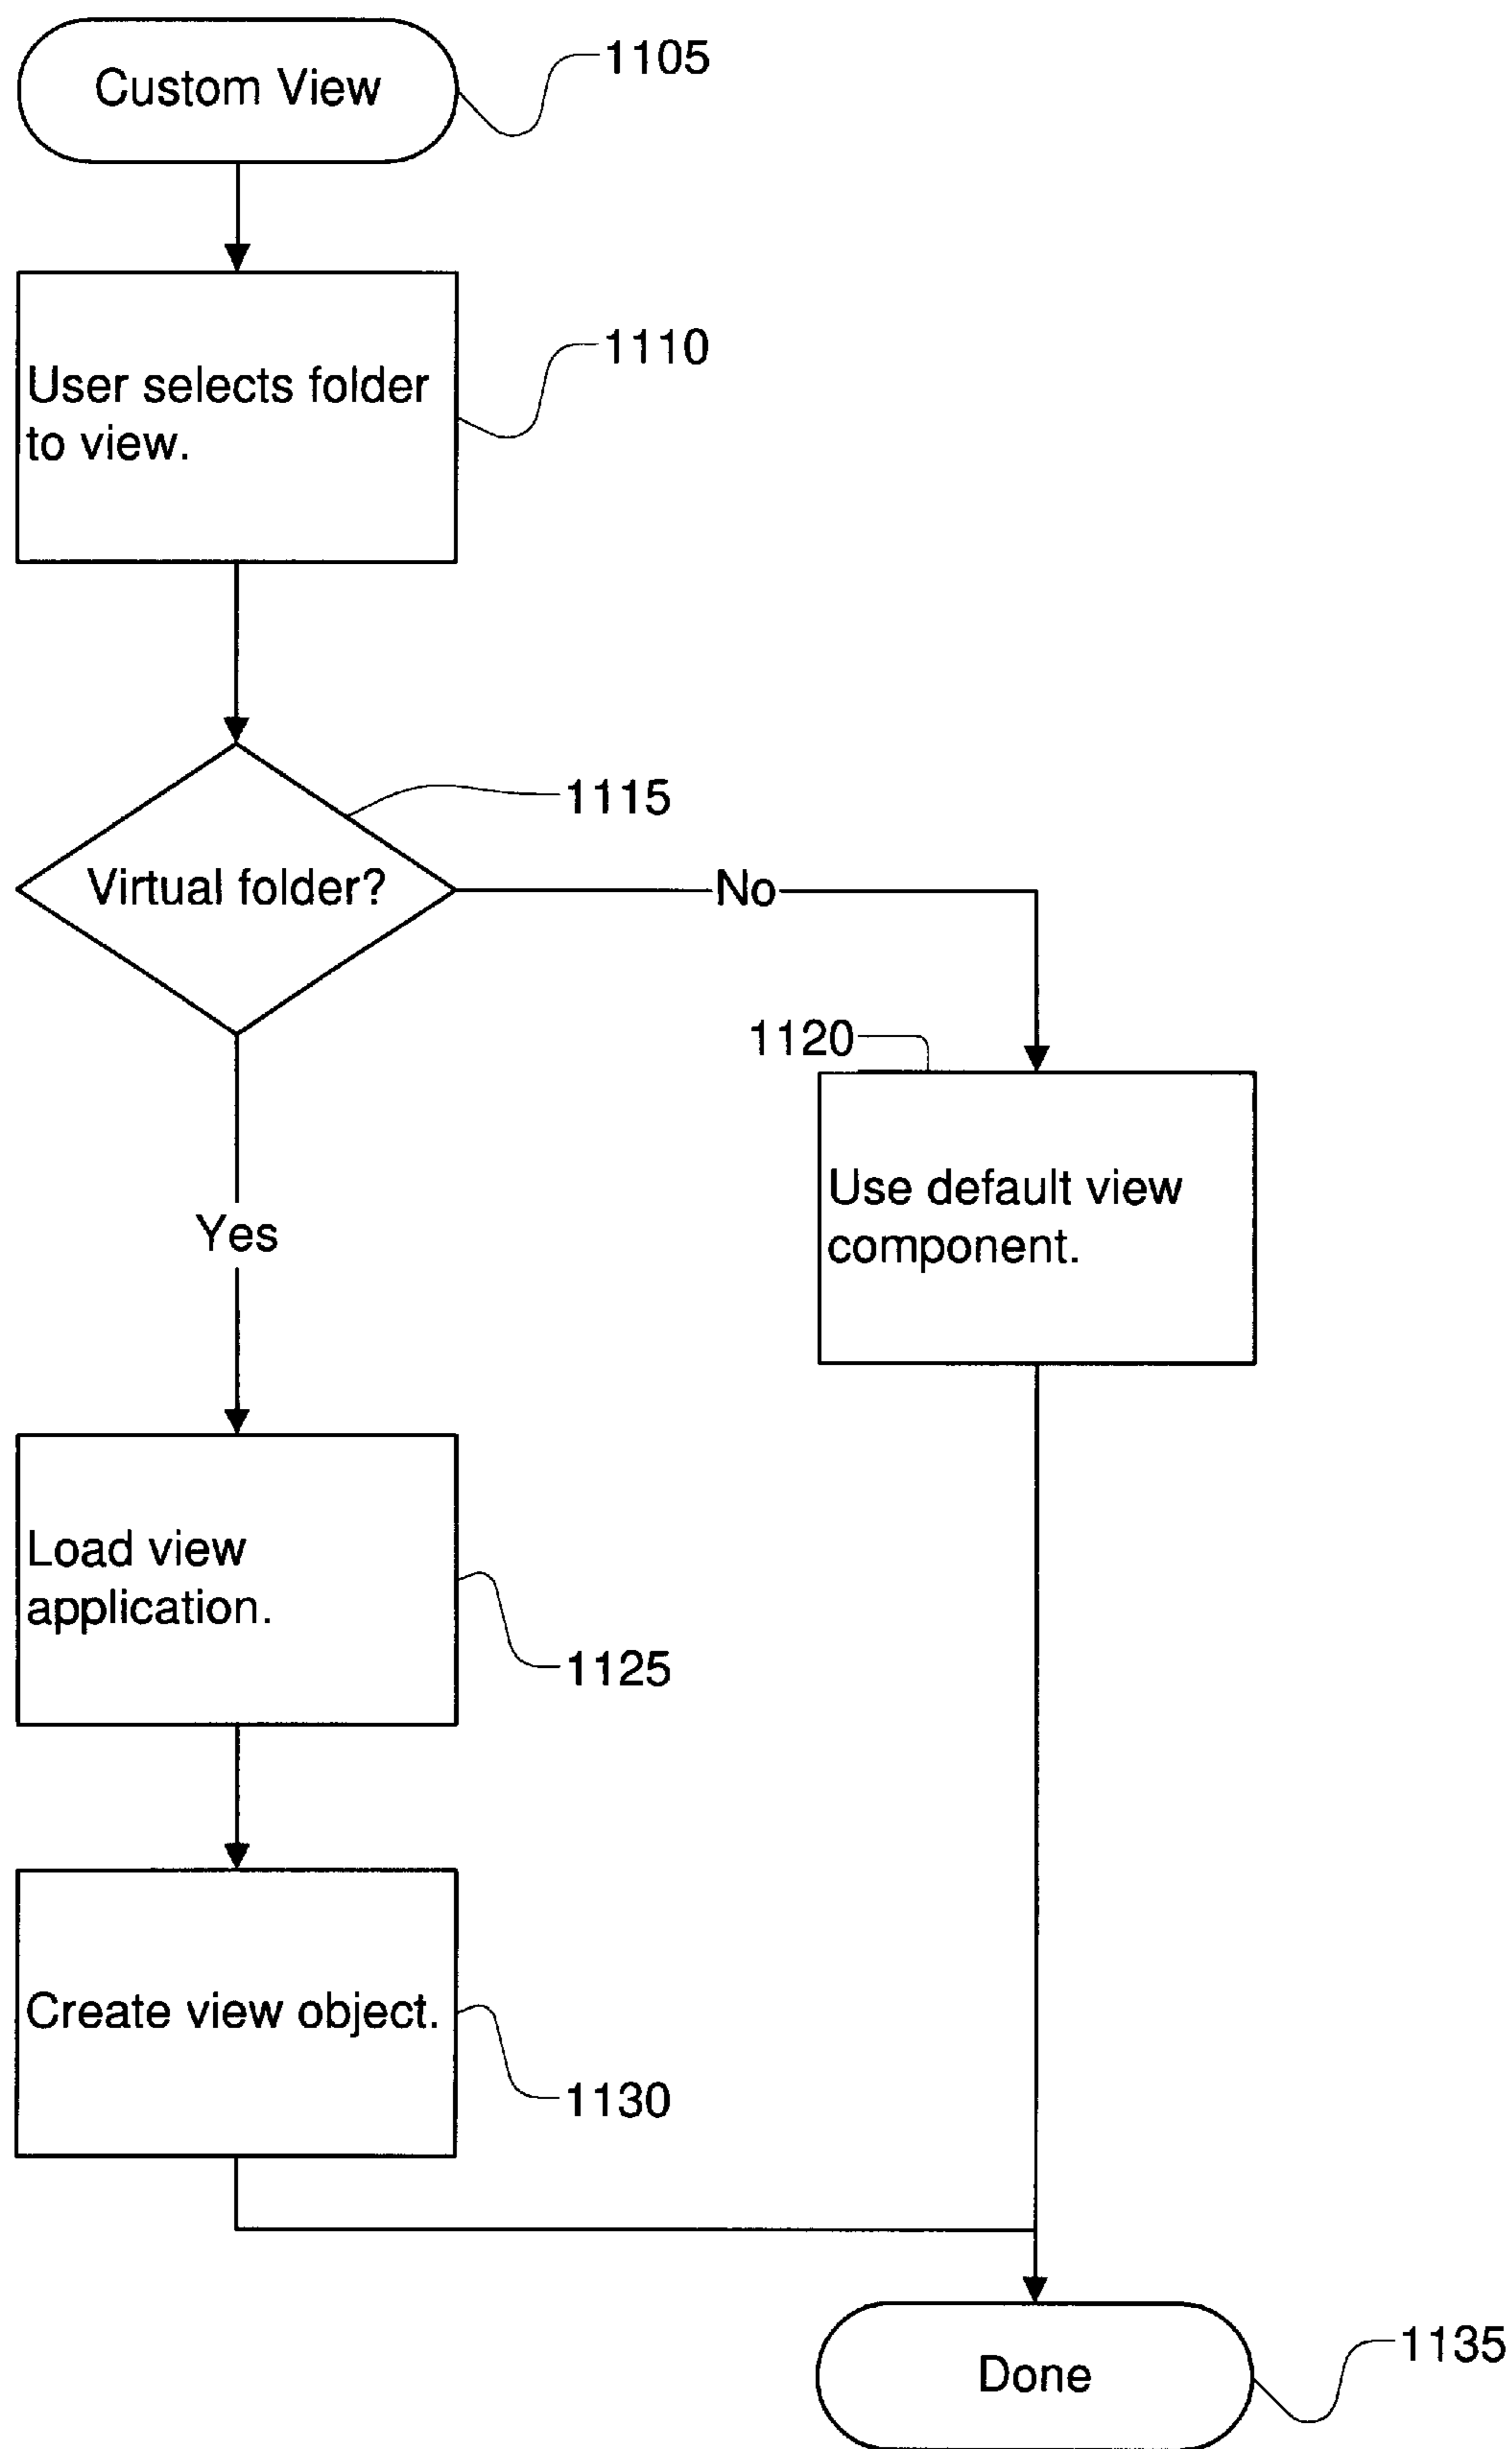 Custom View
1105
User selects folder
to view.
1110
Virtual folder?
1115
No
1120
Use default view
component.
Yes
Load view
application.
1125
Create view object.
1130
Done
1135